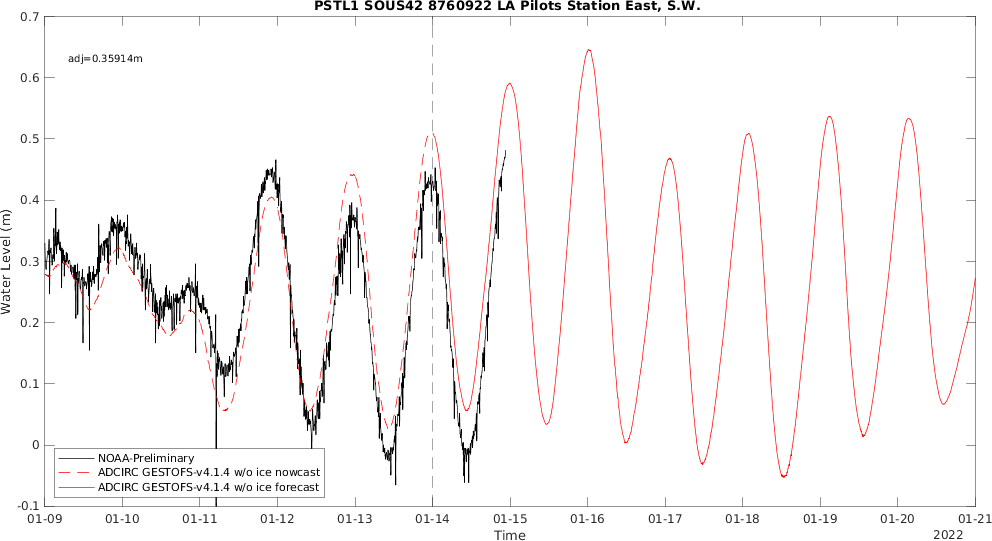 PSTL1 SOUS42 8760922 LA Pilots Station East, S.W.
adj=0.35914m
0.7
0.6
0.5
0.4
0.3
0.2
0.1
0
-0.1
Water Level (m)
NOAA-Preliminary
ADCIRC GESTOFS-v4.1.4 w/o ice nowcast
ADCIRC GESTOFS-v4.1.4 w/o ice forecast
01-09 01-10 01-11 01-12 01-13 01-14 01-15 01-16 01-17 01-18 01-19 01-20 01-21
Time
2022